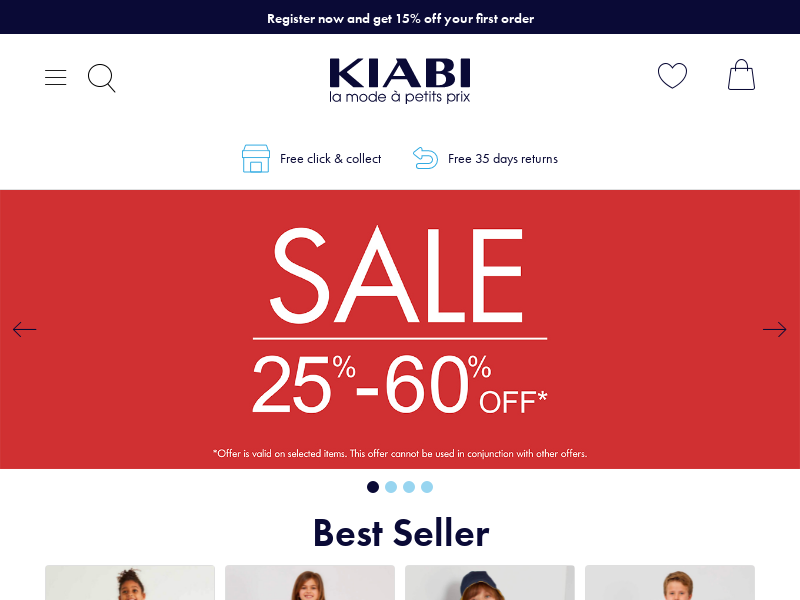 Register now and get 15% off your first order
KIABI
la mode à petits prix
Free click & collect
Free 35 days returns
SALE
25%-60% OFF*
*Offer is valid on selected items. This offer cannot be used in conjunction with other offers.
Best Seller